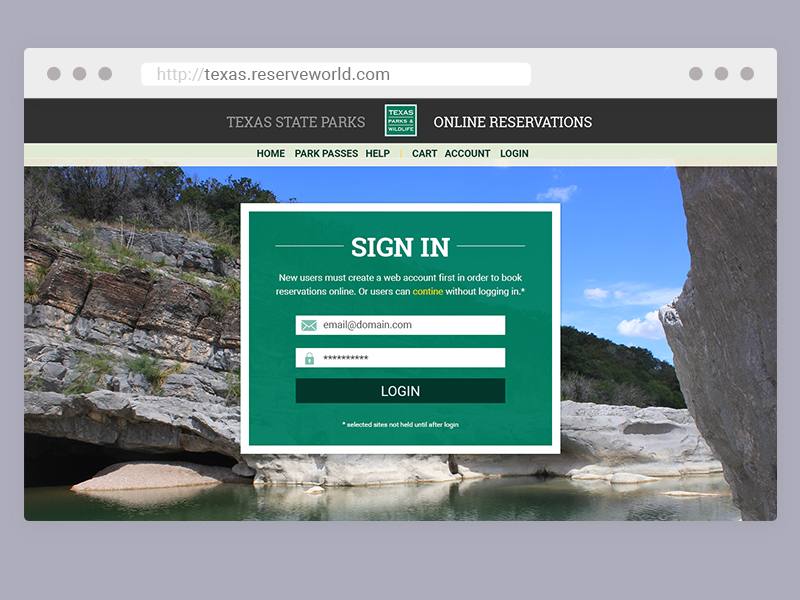 http://texas.reserveworld.com
TEXAS STATE PARKS
TEXAS
PARKS &
WILDLIFE
ONLINE RESERVATIONS
HOME PARK PASSES HELP | CART ACCOUNT LOGIN
SIGN IN
New users must create a web account first in order to book
reservations online. Or users can contine without logging in.*
email@domain.com
**********
LOGIN
* selected sites not held until after login